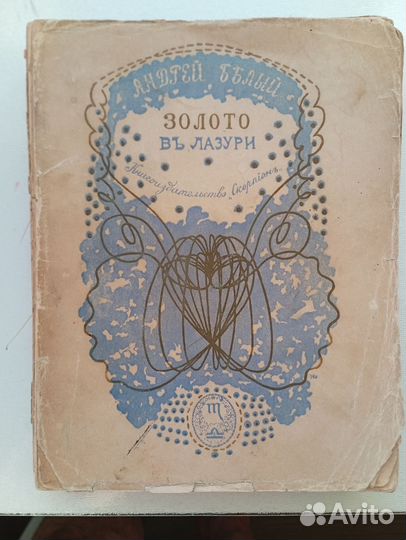 АНДРЕЙ БѢЛЫЙ
ЗОЛОТО
ВЪ ЛАЗУРИ
Книгоиздательство „Скорпіонъ„
Avito